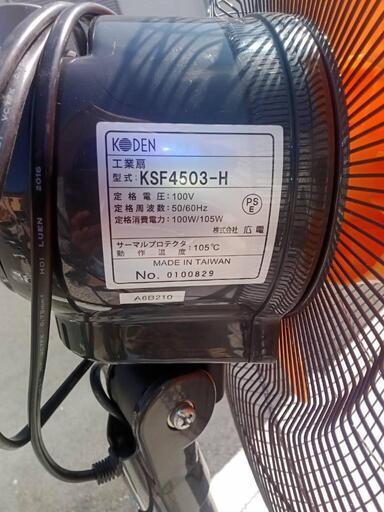 KODEN
工業扇
型式：KSF4503-H
定格電圧：100V
定格周波数：50/60Hz
定格消費電力：100W/105W
PS
E
株式会社 広電
サーマルプロテクタ
動作温度：105℃
MADE IN TAIWAN
No. 0100829
A6B210
HOI LUEN 2016